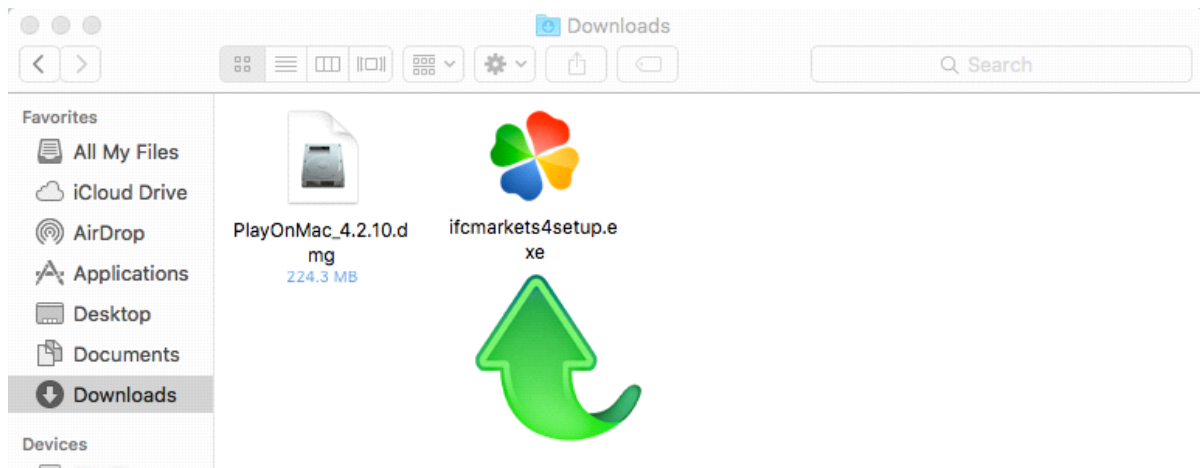 Downloads
Search
Favorites
All My Files
iCloud Drive
AirDrop
Applications
Desktop
Documents
Downloads
Devices
PlayOnMac_4.2.10.d
mg
224.3 MB
ifcmarkets4setup.e
xe